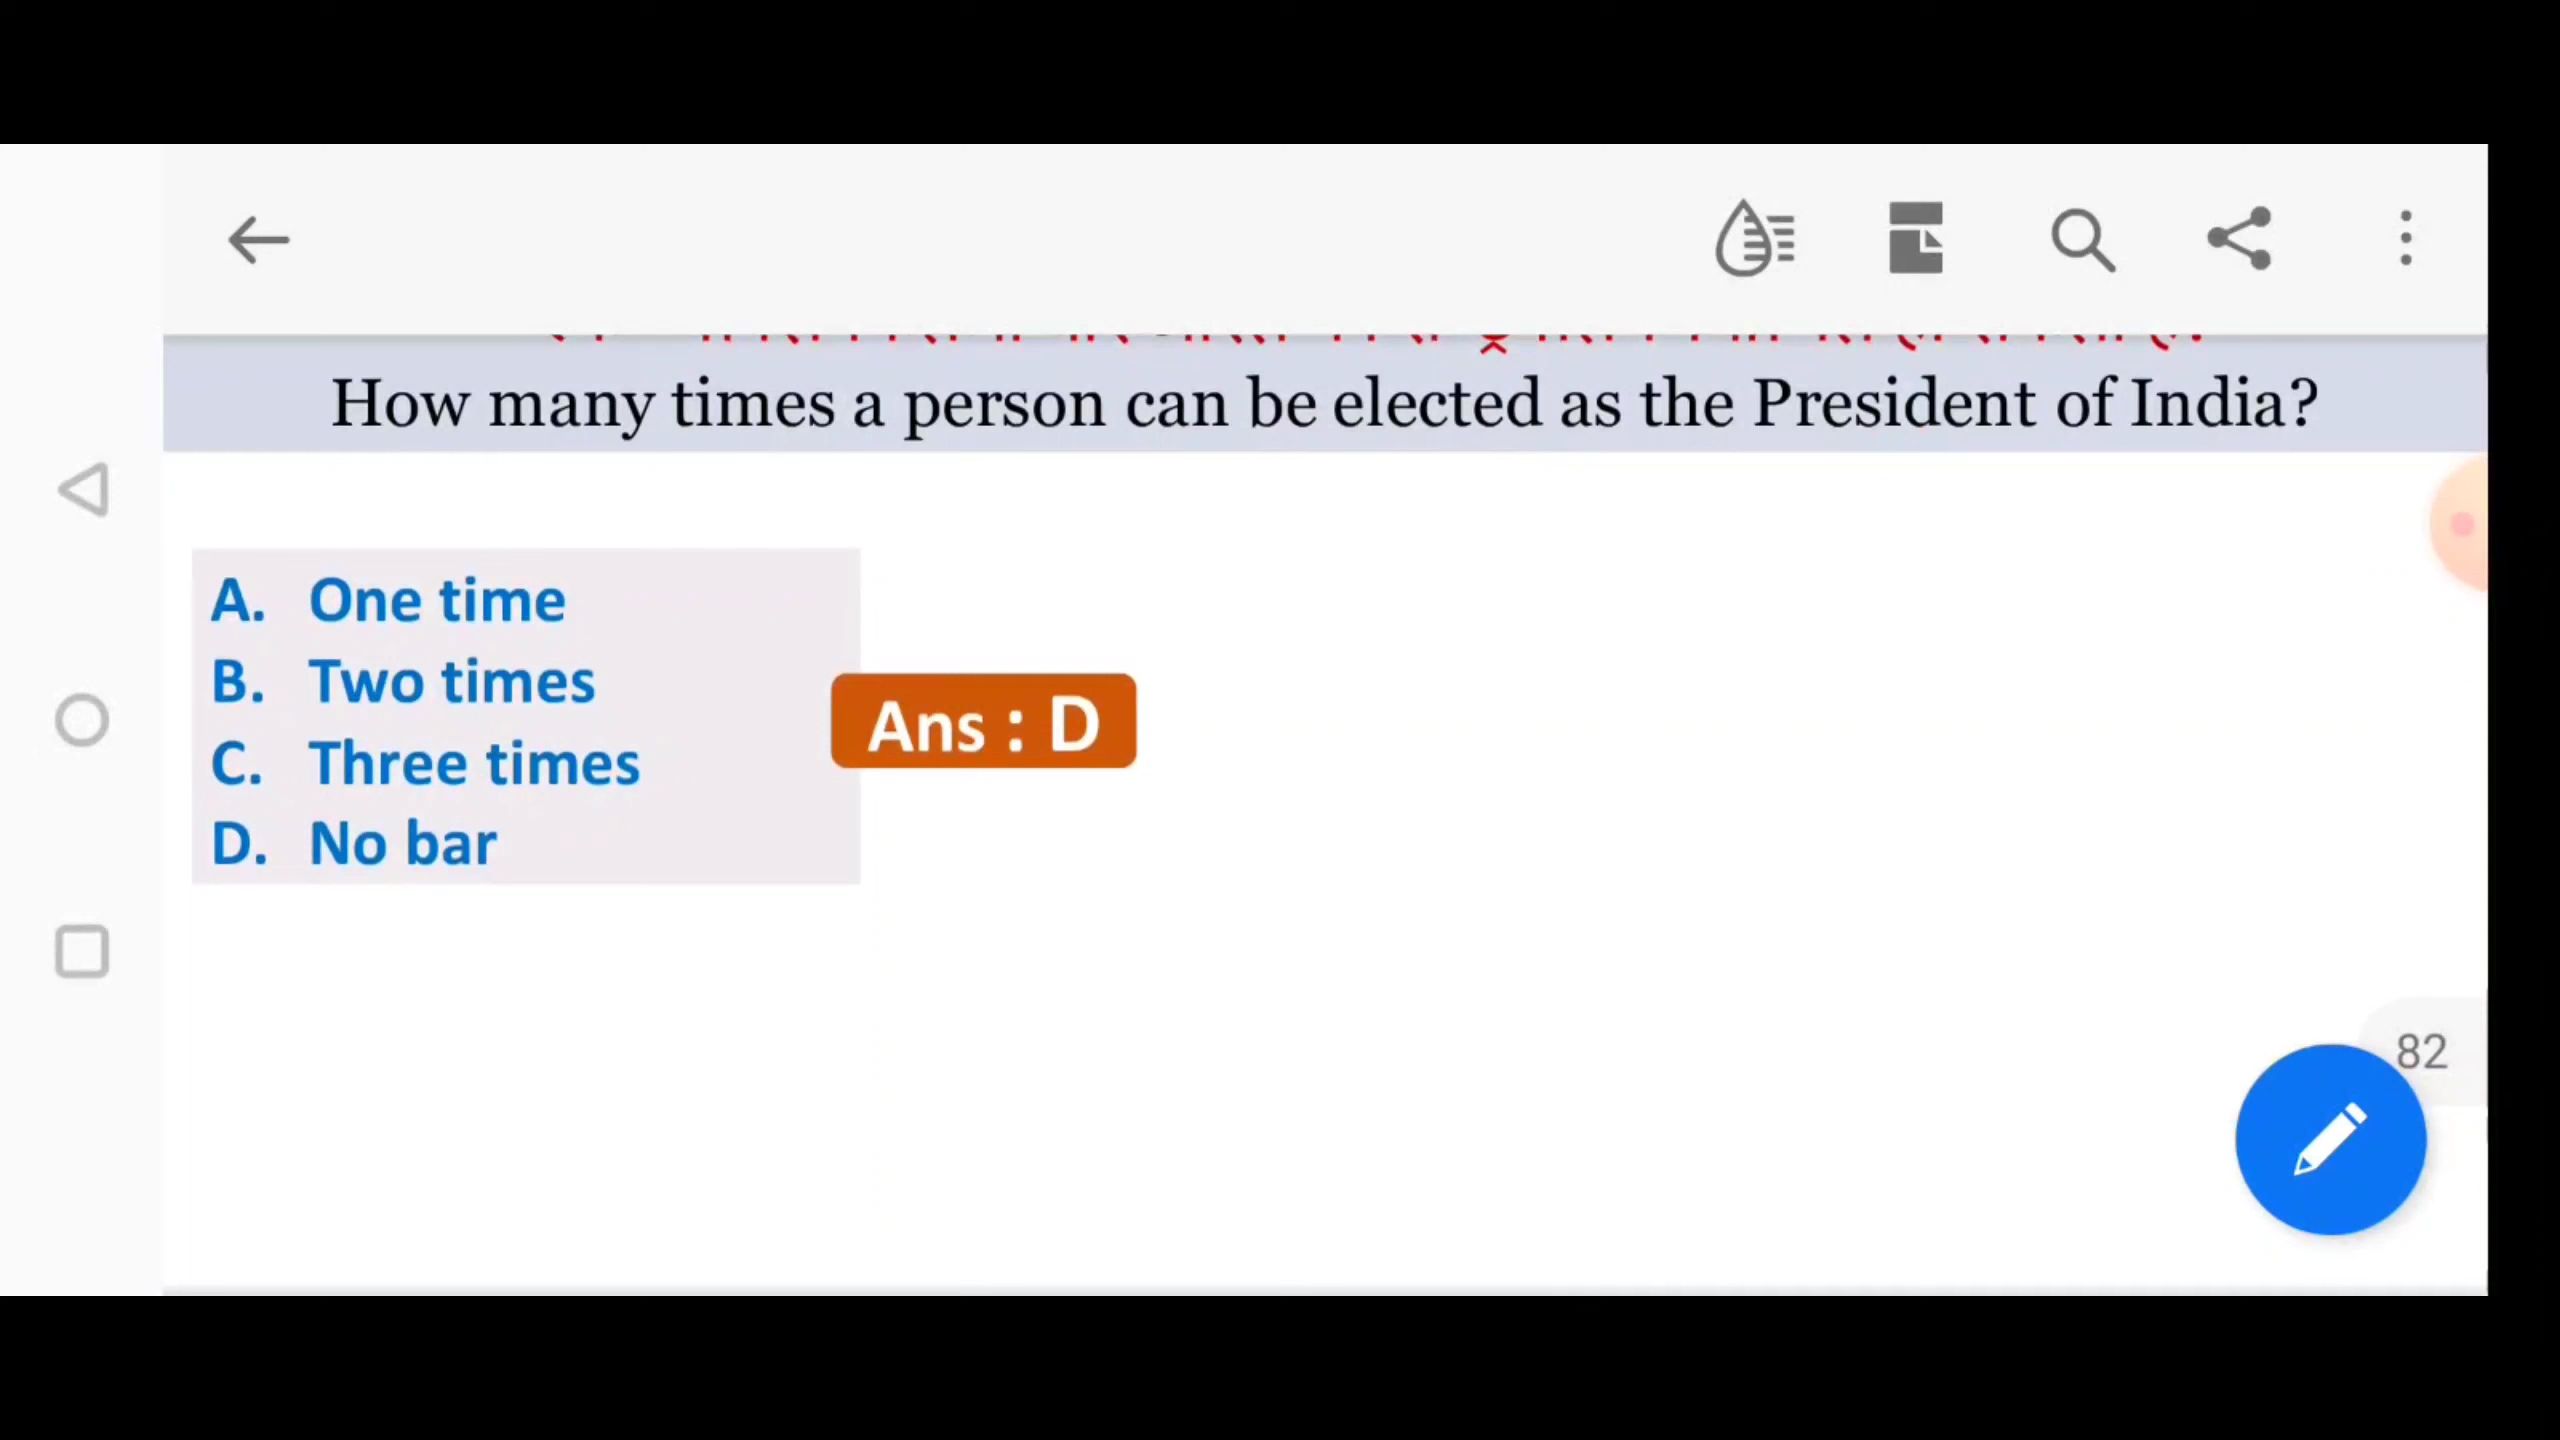 How many times a person can be elected as the President of India?
A. One time
B. Two times
C. Three times
D. No bar
Ans : D
82